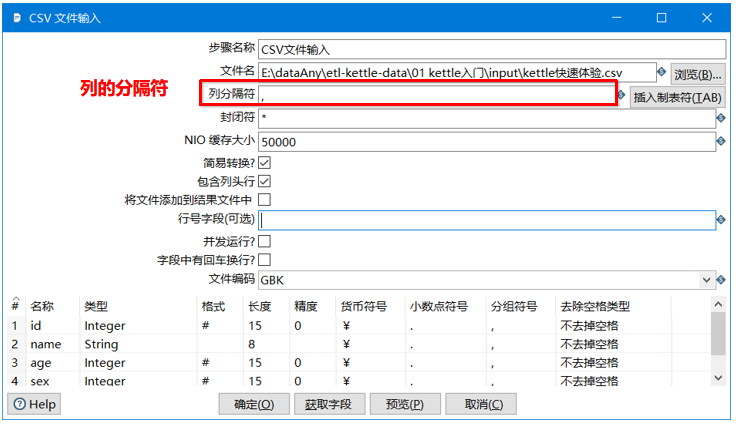 CSV 文件输入
步骤名称 CSV文件输入
文件名 E:\dataAny\etl-kettle-data\01 kettle入门\input\kettle快速体验.csv 浏览(B)...
列的分隔符
列分隔符 , 插入制表符(TAB)
封闭符 "
NIO 缓存大小 50000
简易转换?
包含列头行
将文件添加到结果文件中
行号字段(可选)
并发运行?
字段中有回车换行?
文件编码 GBK
# 名称 类型 格式 长度 精度 货币符号 小数点符号 分组符号 去除空格类型
1 id Integer # 15 0 ¥ . , 不去掉空格
2 name String 8 ¥ . , 不去掉空格
3 age Integer # 15 0 ¥ . , 不去掉空格
4 sex Integer # 15 0 ¥ . , 不去掉空格
Help 确定(O) 获取字段 预览(P) 取消(C)